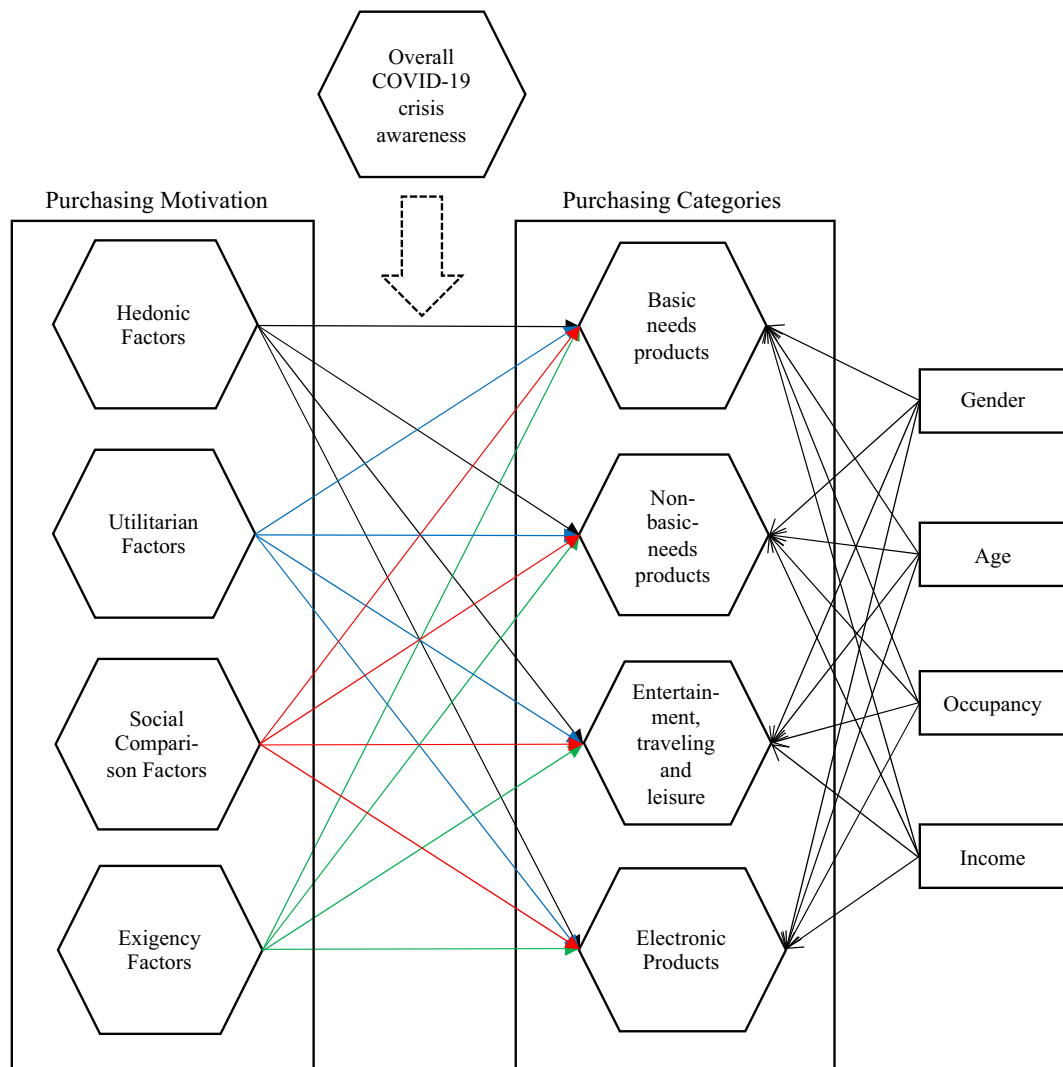 Overall
COVID-19
crisis
awareness
Purchasing Motivation
Purchasing Categories
Hedonic
Factors
Basic
needs
products
Gender
Utilitarian
Factors
Non-
basic-
needs
products
Age
Social
Compari-
son Factors
Entertain-
ment,
traveling
and
leisure
Occupancy
Income
Exigency
Factors
Electronic
Products